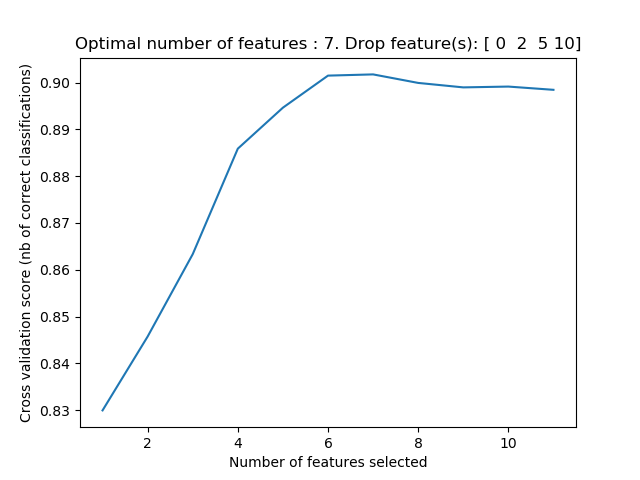 Optimal number of features : 7. Drop feature(s): [ 0  2  5 10]
Cross validation score (nb of correct classifications)
0.90
0.89
0.88
0.87
0.86
0.85
0.84
0.83
2 4 6 8 10
Number of features selected